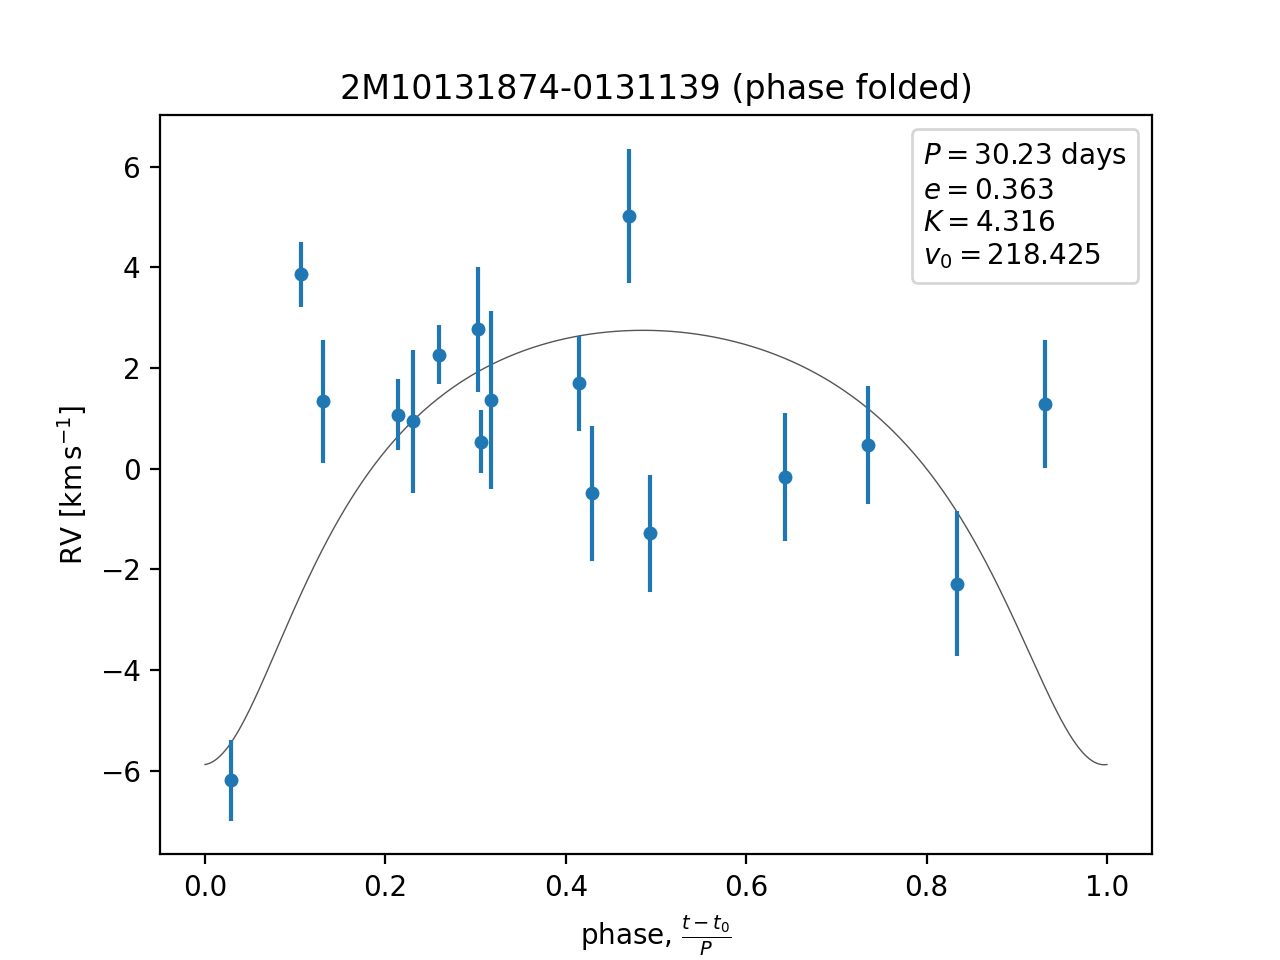 2M10131874-0131139 (phase folded)
P = 30.23 days
e = 0.363
K = 4.316
v₀ = 218.425
6
4
2
0
−2
−4
−6
RV [km s⁻¹]
0.0 0.2 0.4 0.6 0.8 1.0
phase, (t − t₀)/P